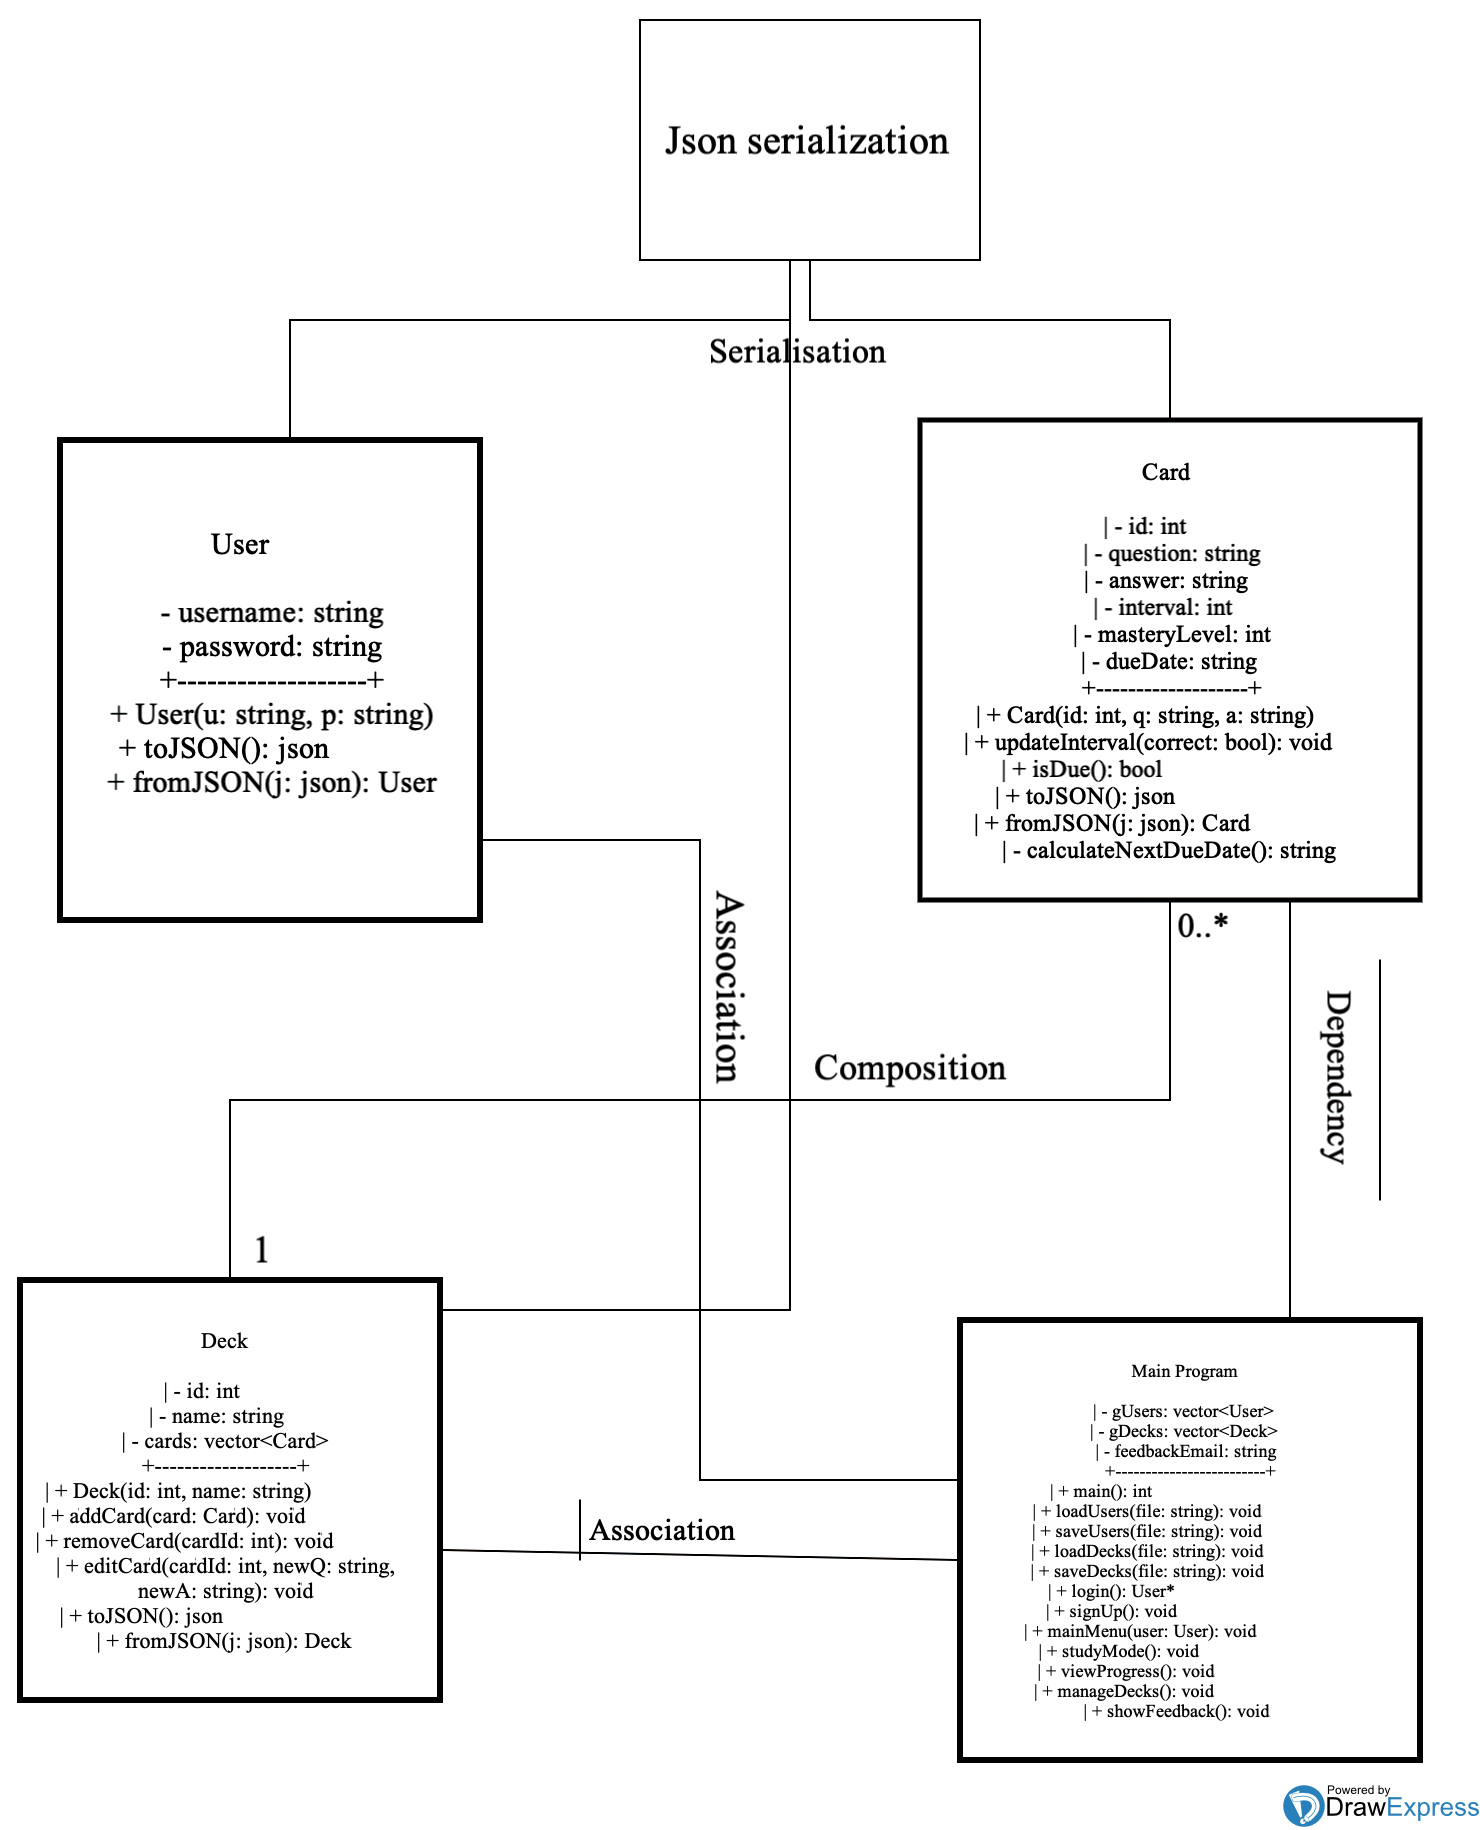 Json serialization
Serialisation
User
- username: string
- password: string
+-------------------+
+ User(u: string, p: string)
+ toJSON(): json
+ fromJSON(j: json): User
Card
| - id: int
| - question: string
| - answer: string
| - interval: int
| - masteryLevel: int
| - dueDate: string
+-------------------+
| + Card(id: int, q: string, a: string)
| + updateInterval(correct: bool): void
| + isDue(): bool
| + toJSON(): json
| + fromJSON(j: json): Card
| - calculateNextDueDate(): string
0..*
Association
Composition
Dependency
1
Deck
| - id: int
| - name: string
| - cards: vector<Card>
+-------------------+
| + Deck(id: int, name: string)
| + addCard(card: Card): void
| + removeCard(cardId: int): void
| + editCard(cardId: int, newQ: string,
newA: string): void
| + toJSON(): json
| + fromJSON(j: json): Deck
Association
Main Program
| - gUsers: vector<User>
| - gDecks: vector<Deck>
| - feedbackEmail: string
+-------------------------+
| + main(): int
| + loadUsers(file: string): void
| + saveUsers(file: string): void
| + loadDecks(file: string): void
| + saveDecks(file: string): void
| + login(): User*
| + signUp(): void
| + mainMenu(user: User): void
| + studyMode(): void
| + viewProgress(): void
| + manageDecks(): void
| + showFeedback(): void
Powered by
DrawExpress